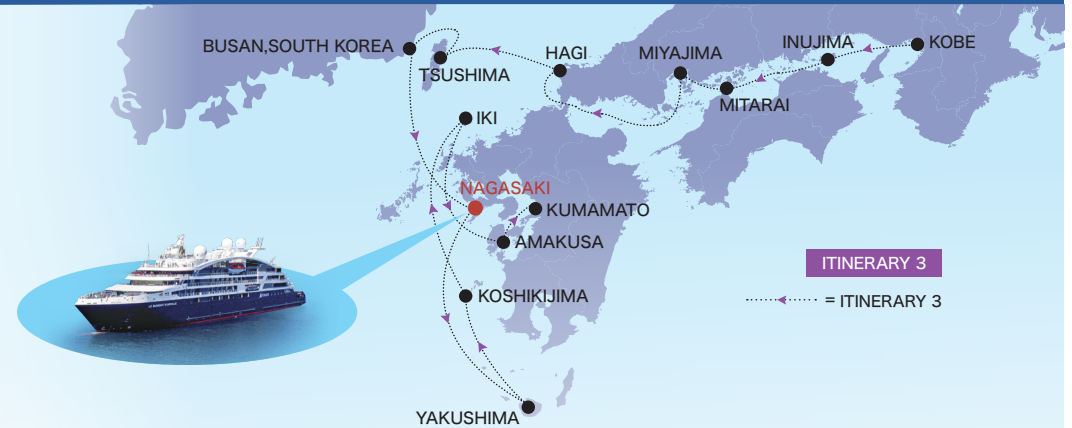 BUSAN,SOUTH KOREA
TSUSHIMA
HAGI
MIYAJIMA
INUJIMA
KOBE
MITARAI
IKI
NAGASAKI
KUMAMATO
AMAKUSA
KOSHIKIJIMA
YAKUSHIMA
ITINERARY 3
= ITINERARY 3